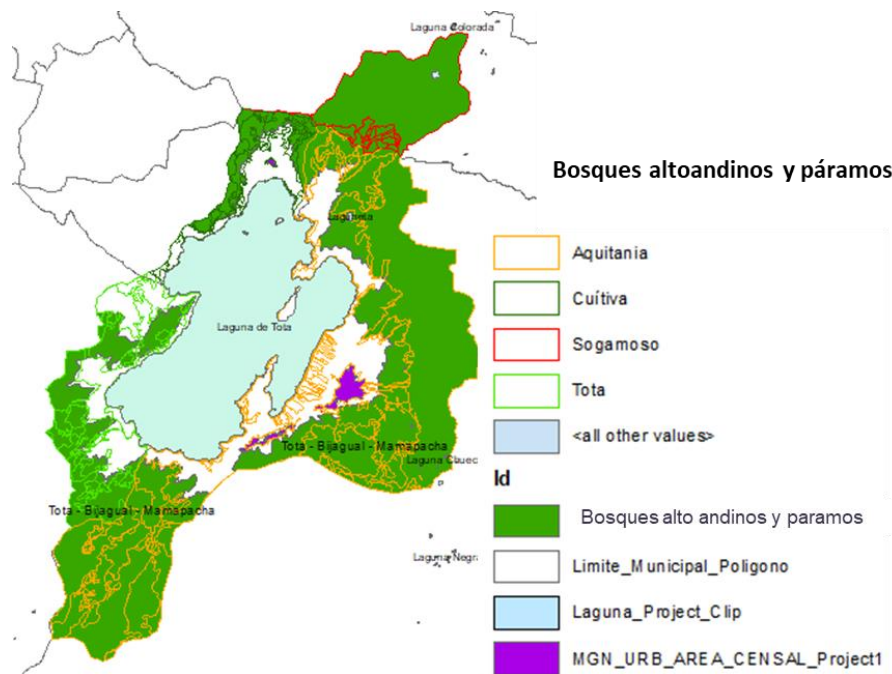 Laguna Colorada
Laguneta
Laguna de Tota
Tota - Bijagual - Mamapacha
Tota - Bijagual - Mamapacha
Laguna Negra
Bosques altoandinos y páramos
Aquitania
Cuítiva
Sogamoso
Tota
<all other values>
Id
Bosques alto andinos y paramos
Limite_Municipal_Poligono
Laguna_Project_Clip
MGN_URB_AREA_CENSAL_Project1